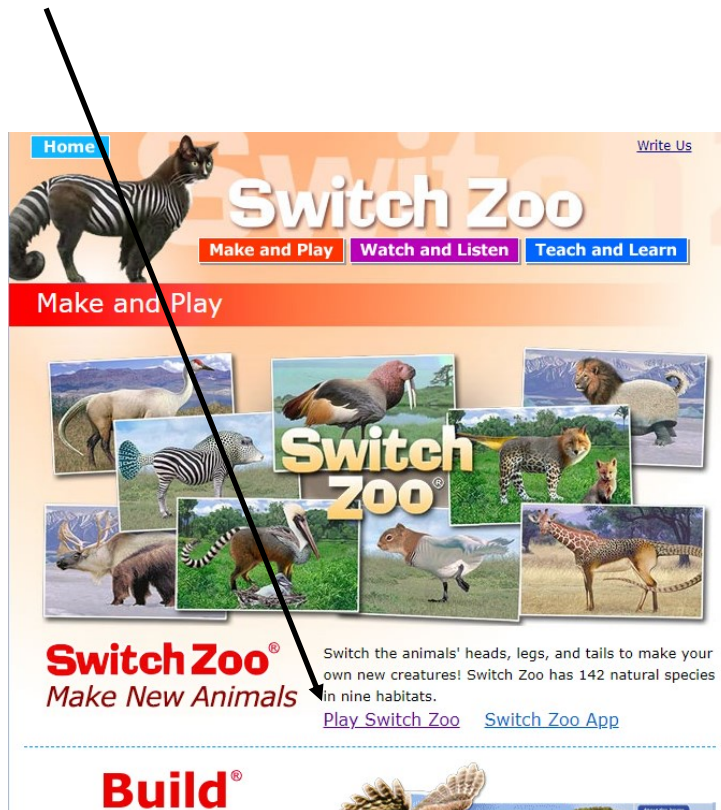 Home
Write Us
Switch Zoo
Make and Play Watch and Listen Teach and Learn
Make and Play
Switch
ZOO®
Switch Zoo®
Make New Animals
Switch the animals' heads, legs, and tails to make your
own new creatures! Switch Zoo has 142 natural species
in nine habitats.
Play Switch Zoo Switch Zoo App
Build®